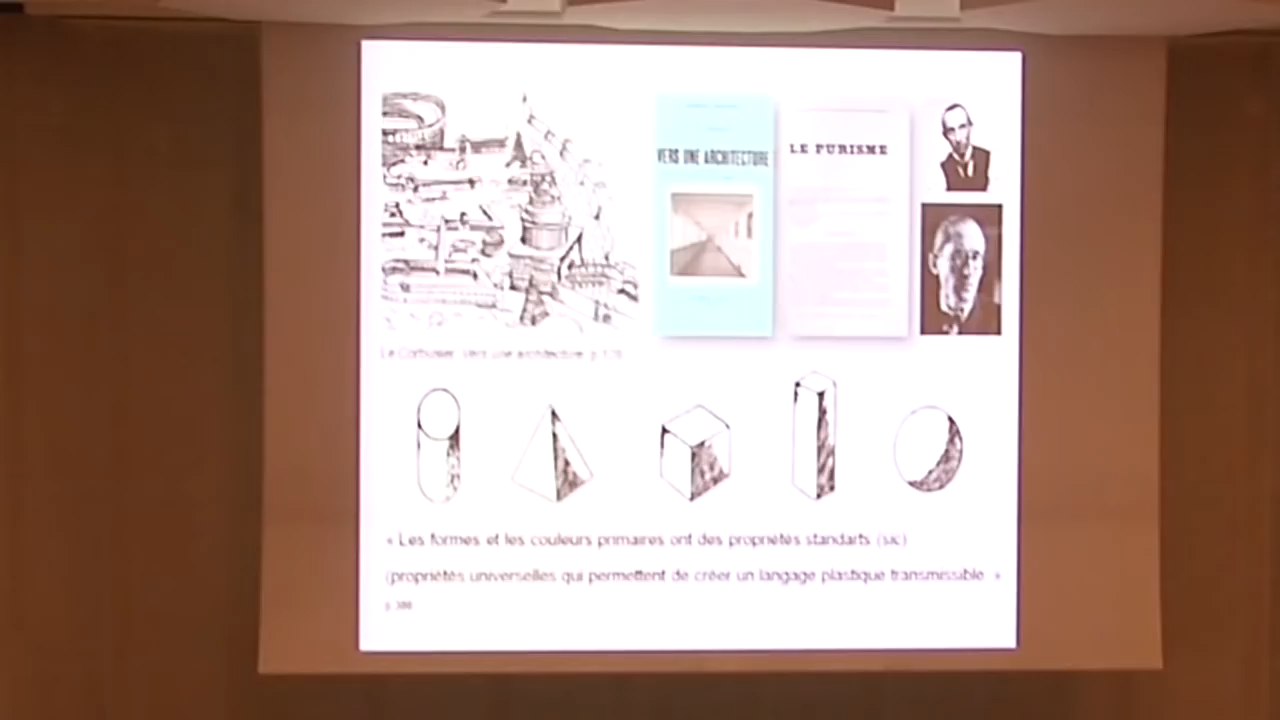 VERS UNE ARCHITECTURE
LE PURISME
Le Corbusier, Vers une architecture, p.
« Les formes et les couleurs primaires ont des propriétés standarts (sic)
(propriétés universelles qui permettent de créer un langage plastique transmissible. »